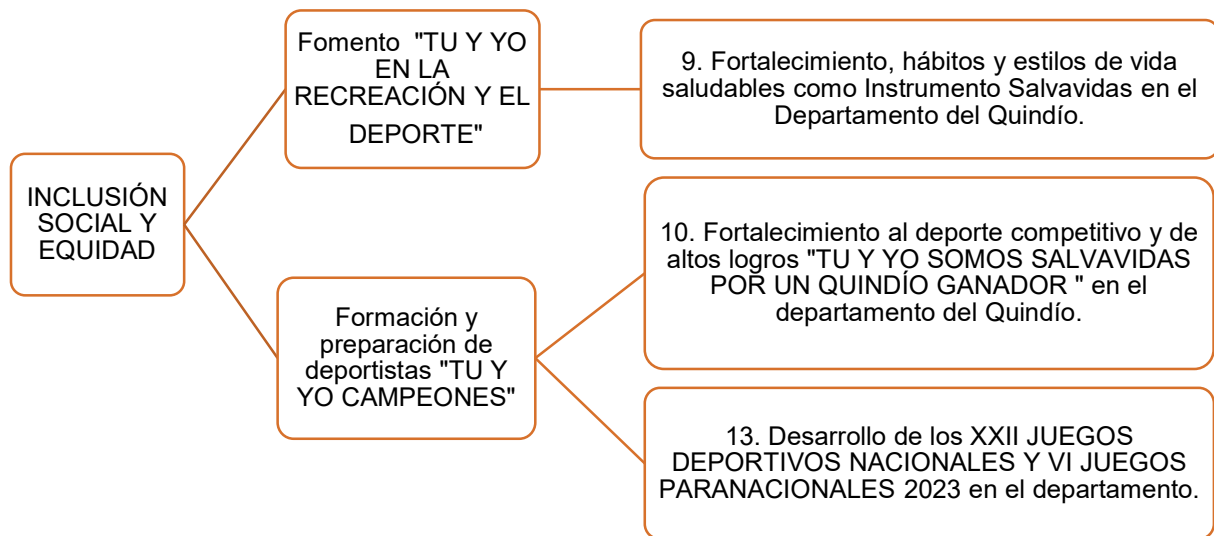 INCLUSIÓN
SOCIAL Y
EQUIDAD
Fomento "TU Y YO
EN LA
RECREACIÓN Y EL
DEPORTE"
9. Fortalecimiento, hábitos y estilos de vida
saludables como Instrumento Salvavidas en el
Departamento del Quindío.
Formación y
preparación de
deportistas "TU Y
YO CAMPEONES"
10. Fortalecimiento al deporte competitivo y de
altos logros "TU Y YO SOMOS SALVAVIDAS
POR UN QUINDÍO GANADOR " en el
departamento del Quindío.
13. Desarrollo de los XXII JUEGOS
DEPORTIVOS NACIONALES Y VI JUEGOS
PARANACIONALES 2023 en el departamento.